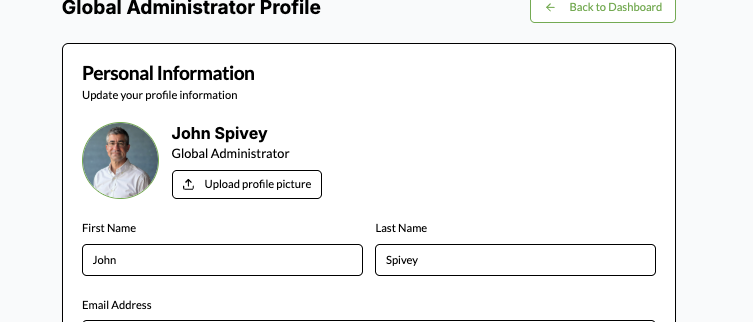 Global Administrator Profile
Back to Dashboard
Personal Information
Update your profile information
John Spivey
Global Administrator
Upload profile picture
First Name
Last Name
John
Spivey
Email Address